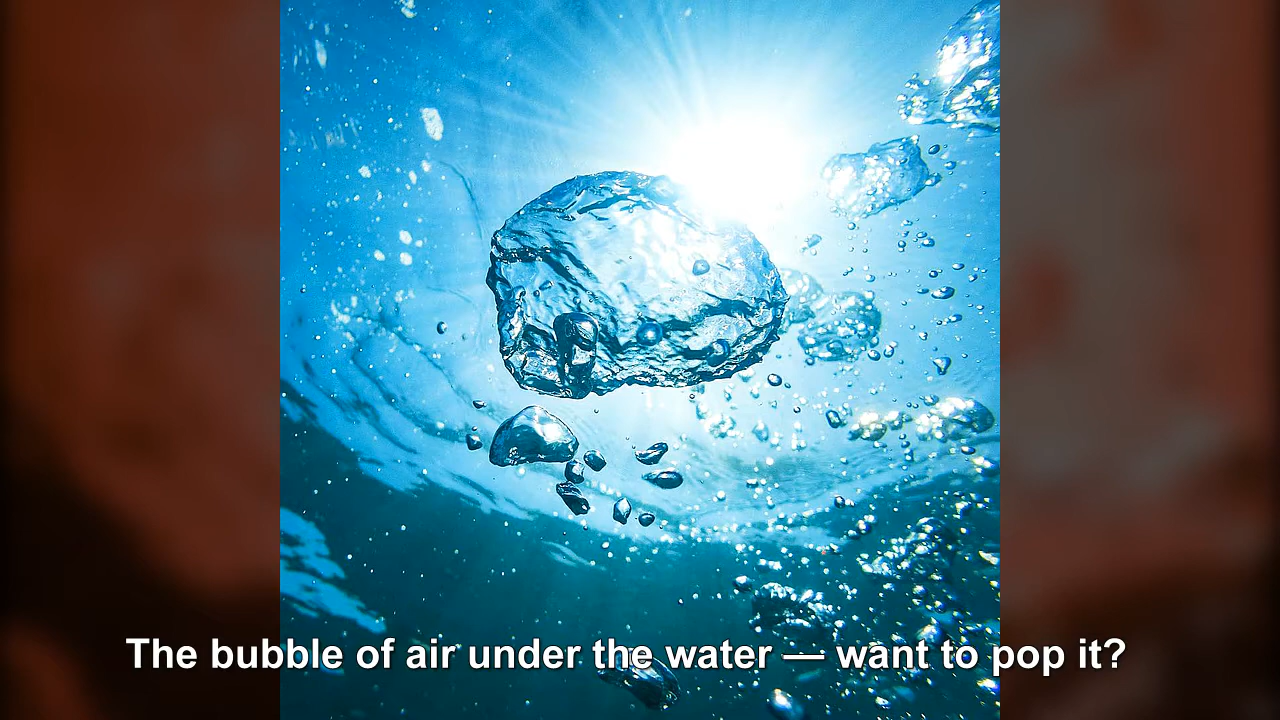 The bubble of air under the water — want to pop it?